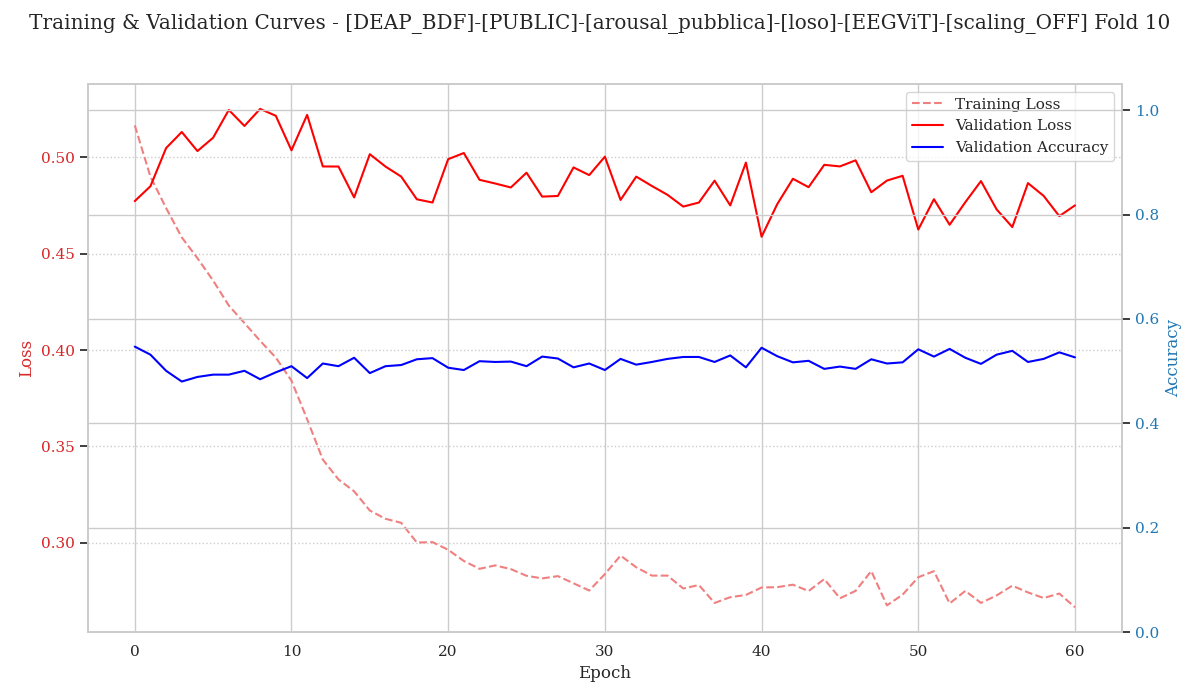 Training & Validation Curves - [DEAP_BDF]-[PUBLIC]-[arousal_pubblica]-[loso]-[EEGViT]-[scaling_OFF] Fold 10
Training Loss
Validation Loss
Validation Accuracy
0.50
0.45
0.40
0.35
0.30
Loss
1.0
0.8
0.6
0.4
0.2
0.0
Accuracy
0
10
20
30
40
50
60
Epoch